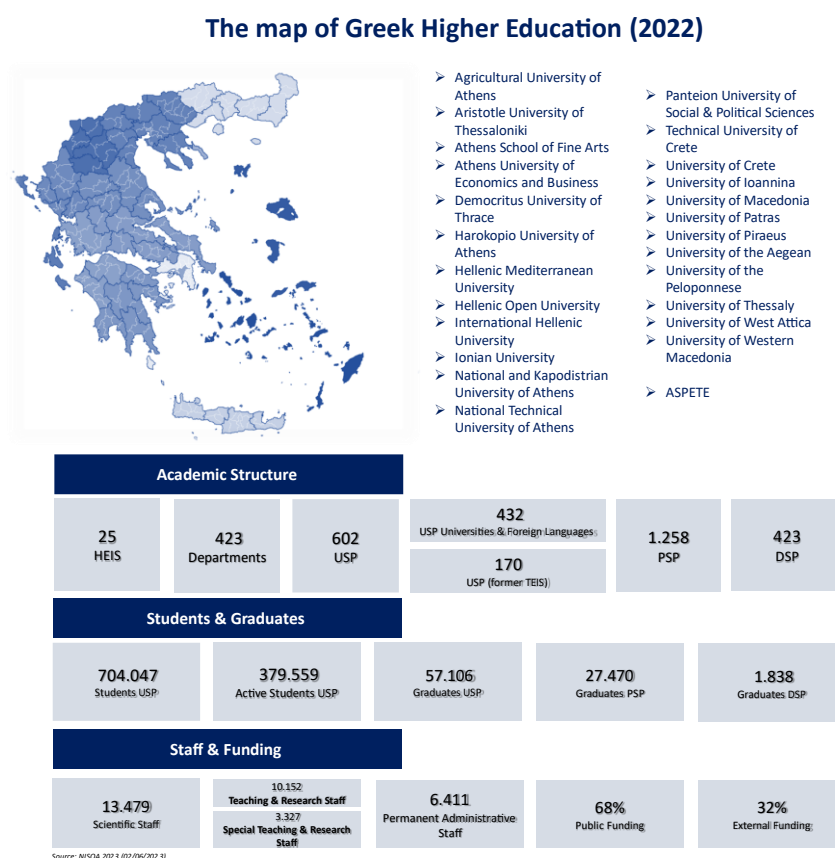 The map of Greek Higher Education (2022)
➢ Agricultural University of
Athens
➢ Aristotle University of
Thessaloniki
➢ Athens School of Fine Arts
➢ Athens University of
Economics and Business
➢ Democritus University of
Thrace
➢ Harokopio University of
Athens
➢ Hellenic Mediterranean
University
➢ Hellenic Open University
➢ International Hellenic
University
➢ Ionian University
➢ National and Kapodistrian
University of Athens
➢ National Technical
University of Athens
➢ Panteion University of
Social & Political Sciences
➢ Technical University of
Crete
➢ University of Crete
➢ University of Ioannina
➢ University of Macedonia
➢ University of Patras
➢ University of Piraeus
➢ University of the Aegean
➢ University of the
Peloponnese
➢ University of Thessaly
➢ University of West Attica
➢ University of Western
Macedonia
➢ ASPETE
Academic Structure
25
HEIS
423
Departments
602
USP
432
USP Universities & Foreign Languages
170
USP (former TEIS)
1.258
PSP
423
DSP
Students & Graduates
704.047
Students USP
379.559
Active Students USP
57.106
Graduates USP
27.470
Graduates PSP
1.838
Graduates DSP
Staff & Funding
13.479
Scientific Staff
10.152
Teaching & Research Staff
3.327
Special Teaching & Research
Staff
6.411
Permanent Administrative
Staff
68%
Public Funding
32%
External Funding
Source: NISQA 2023 (02/06/2023)